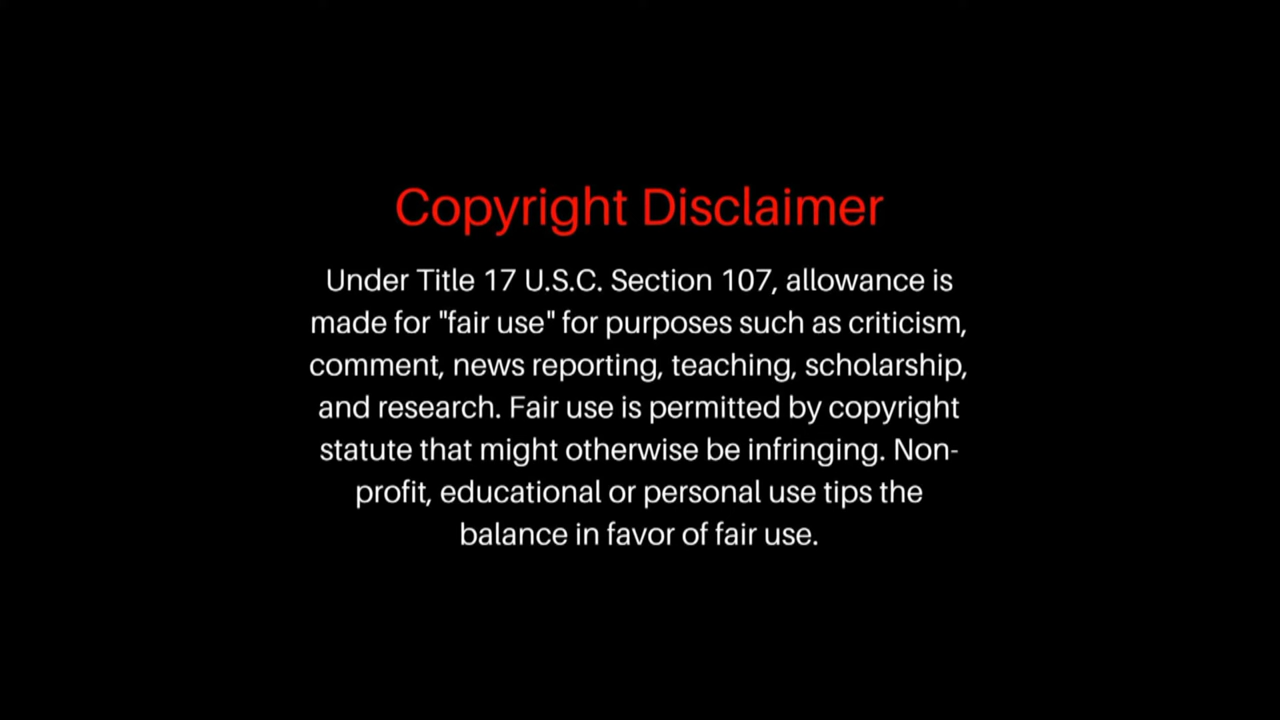 Copyright Disclaimer
Under Title 17 U.S.C. Section 107, allowance is
made for "fair use" for purposes such as criticism,
comment, news reporting, teaching, scholarship,
and research. Fair use is permitted by copyright
statute that might otherwise be infringing. Non-
profit, educational or personal use tips the
balance in favor of fair use.